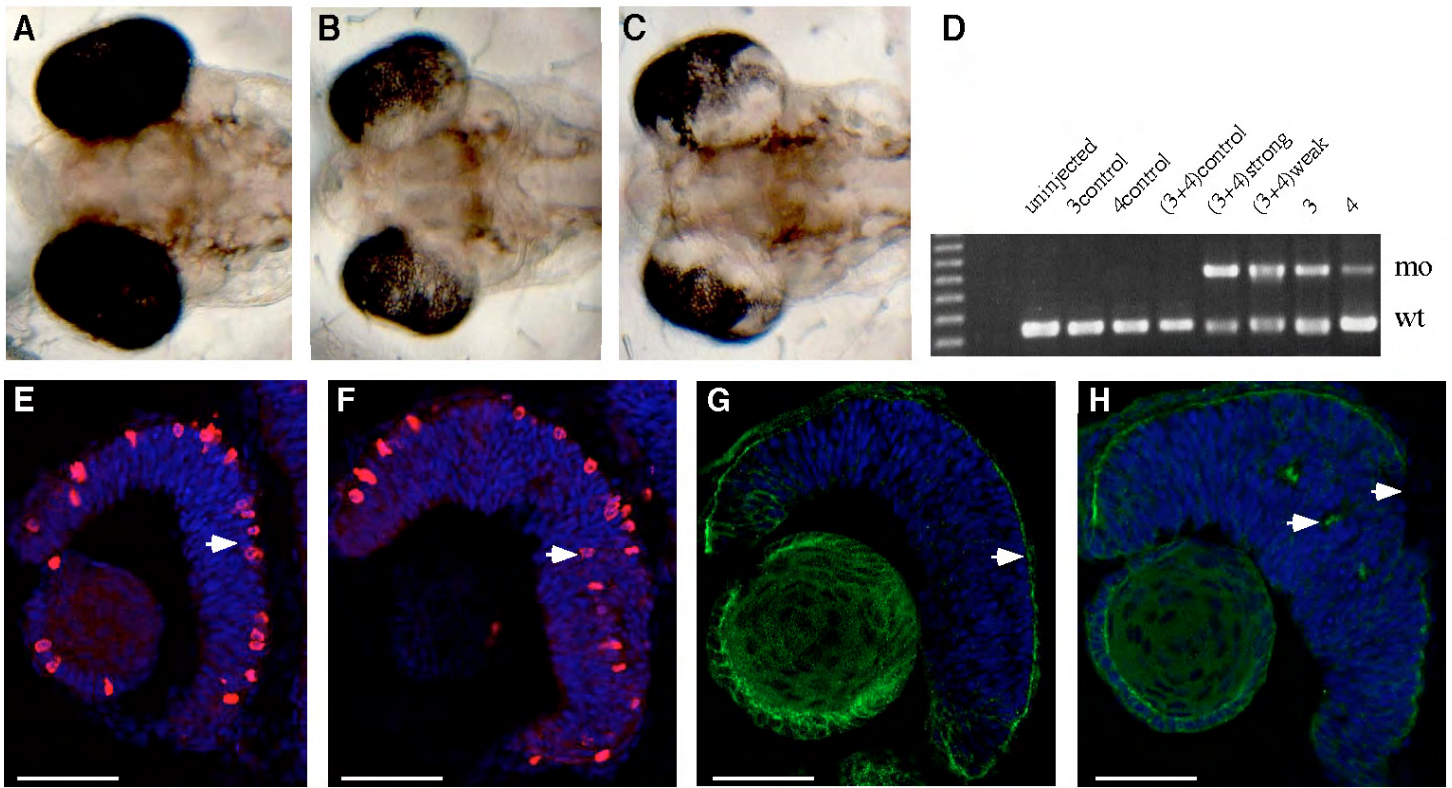 A
B
C
D
uninjected
3control
4control
(3+4)control
(3+4)strong
(3+4)weak
3
4
mo
wt
E
F
G
H